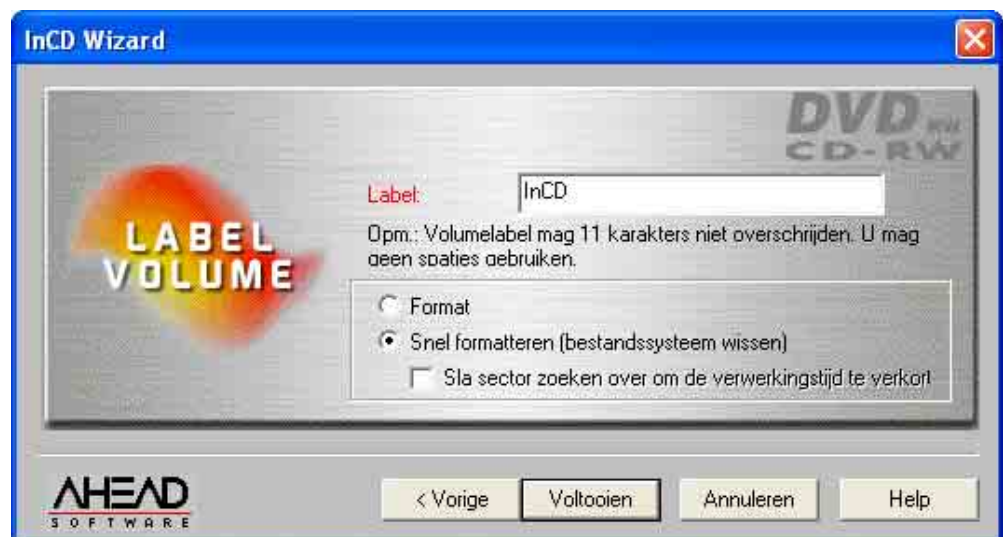 InCD Wizard
DVD RW
CD-RW
LABEL
VOLUME
Label:
InCD
Opm.: Volumelabel mag 11 karakters niet overschrijden. U mag
geen spaties gebruiken.
Format
Snel formatteren (bestandssysteem wissen)
Sla sector zoeken over om de verwerkingstijd te verkort
AHEAD
SOFTWARE
< Vorige
Voltooien
Annuleren
Help